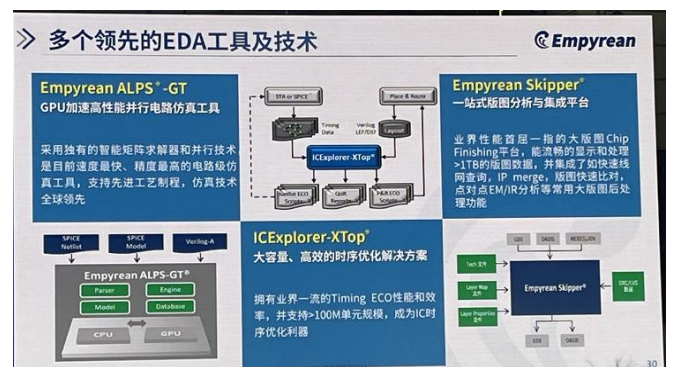 多个领先的EDA工具及技术
Empyrean
Empyrean ALPS®-GT
GPU加速高性能并行电路仿真工具
采用独有的智能矩阵求解器和并行技术
是目前速度最快、精度最高的电路级仿
真工具，支持先进工艺制程，仿真技术
全球领先
STA or SPICE
Place & Route
Timing
Data
Verilog
LEF/DEF
Layout
ICExplorer-XTop®
Netlist ECO
Scripts
QoR
Reports
P&R ECO
Scripts
Empyrean Skipper®
一站式版图分析与集成平台
业界性能首屈一指的大版图Chip
Finishing平台，能流畅的显示和处理
>1TB的版图数据，并集成了如快速线
网查询，IP merge，版图快速比对，
点对点EM/IR分析等常用大版图后处
理功能
SPICE
Netlist
SPICE
Model
Verilog-A
Empyrean ALPS-GT®
Parser
Engine
Model
Database
CPU
GPU
ICExplorer-XTop®
大容量、高效的时序优化解决方案
拥有业界一流的Timing ECO性能和效
率，并支持>100M单元规模，成为IC时
序优化利器
GDS
OASIS
Tech 文件
Layer Map
文件
Layer Properties
文件
Empyrean Skipper®
DRC/LVS
数据
GDS
OASIS
30